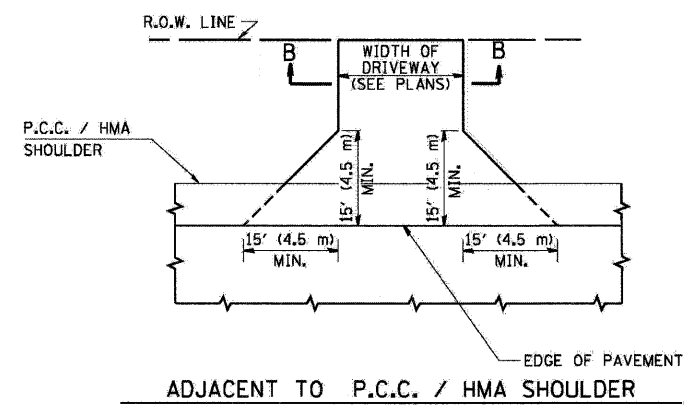 R.O.W. LINE
B
WIDTH OF
DRIVEWAY
(SEE PLANS)
B
P.C.C. / HMA
SHOULDER
15' (4.5 m)
MIN.
15' (4.5 m)
MIN.
15' (4.5 m)
MIN.
15' (4.5 m)
MIN.
EDGE OF PAVEMENT
ADJACENT TO P.C.C. / HMA SHOULDER